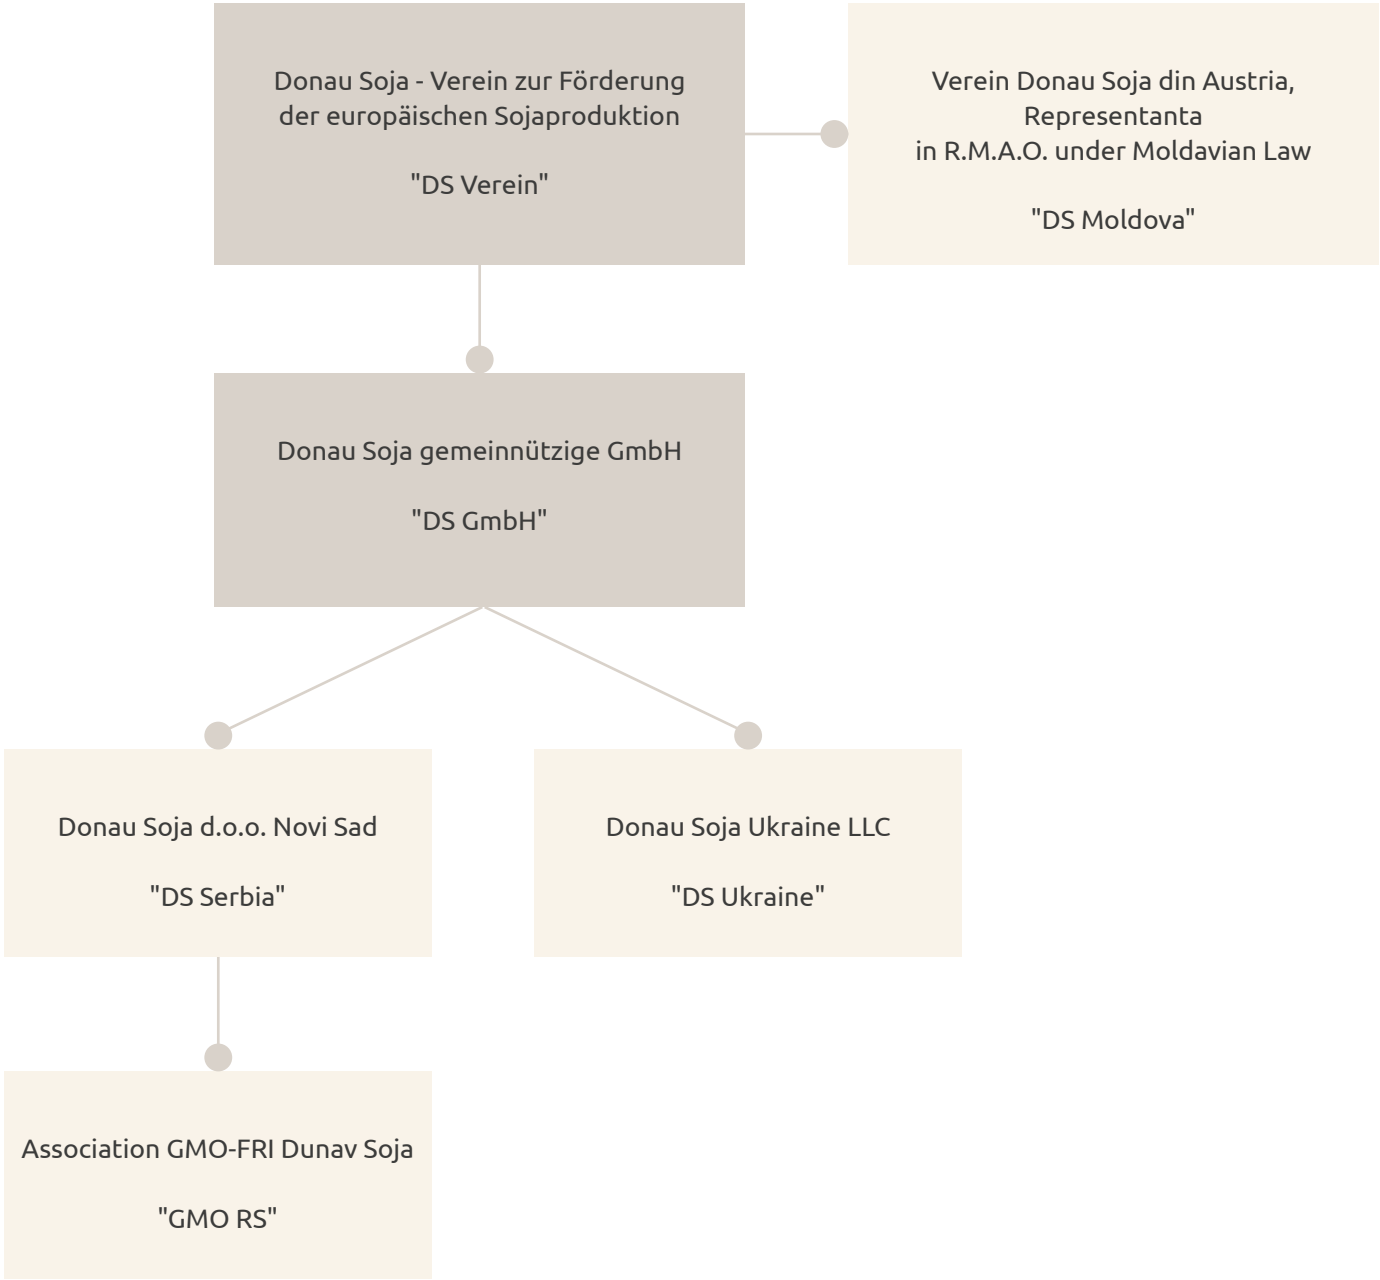 Donau Soja - Verein zur Förderung
der europäischen Sojaproduktion
"DS Verein"
Verein Donau Soja din Austria,
Representanta
in R.M.A.O. under Moldavian Law
"DS Moldova"
Donau Soja gemeinnützige GmbH
"DS GmbH"
Donau Soja d.o.o. Novi Sad
"DS Serbia"
Donau Soja Ukraine LLC
"DS Ukraine"
Association GMO-FRI Dunav Soja
"GMO RS"